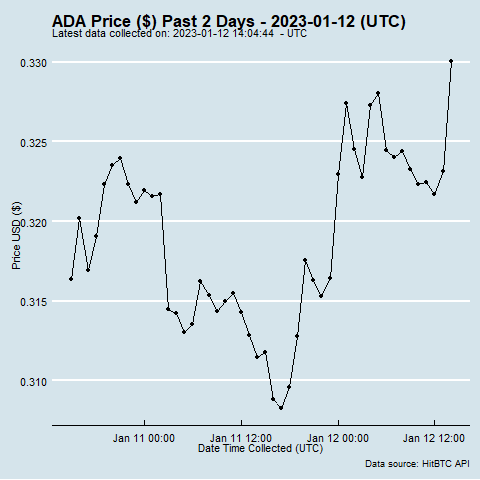 ADA Price ($) Past 2 Days - 2023-01-12 (UTC)
Latest data collected on: 2023-01-12 14:04:44 - UTC
0.330
0.325
0.320
0.315
0.310
Price USD ($)
Jan 11 00:00 Jan 11 12:00 Jan 12 00:00 Jan 12 12:00
Date Time Collected (UTC)
Data source: HitBTC API